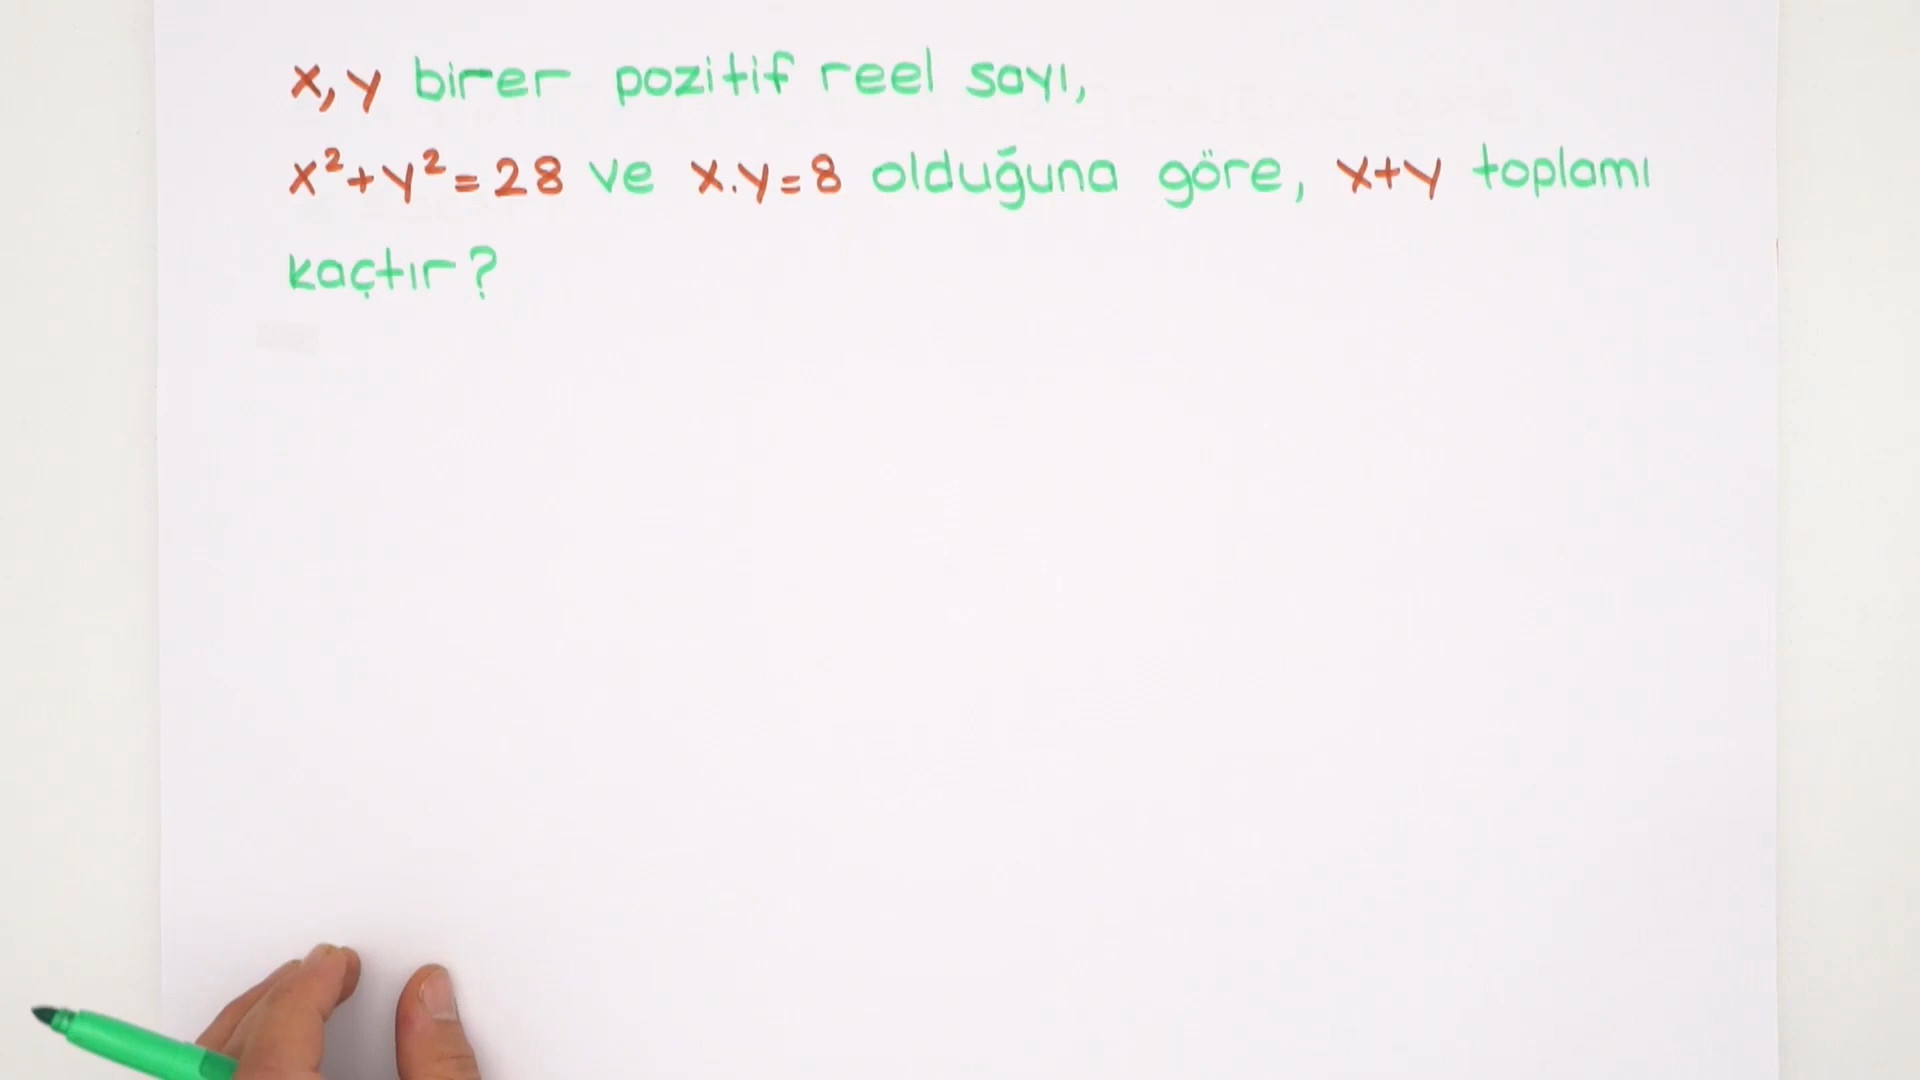 x, y birer pozitif reel sayı,
x²+y²=28 ve x.y=8 olduğuna göre, x+y toplamı
kaçtır?